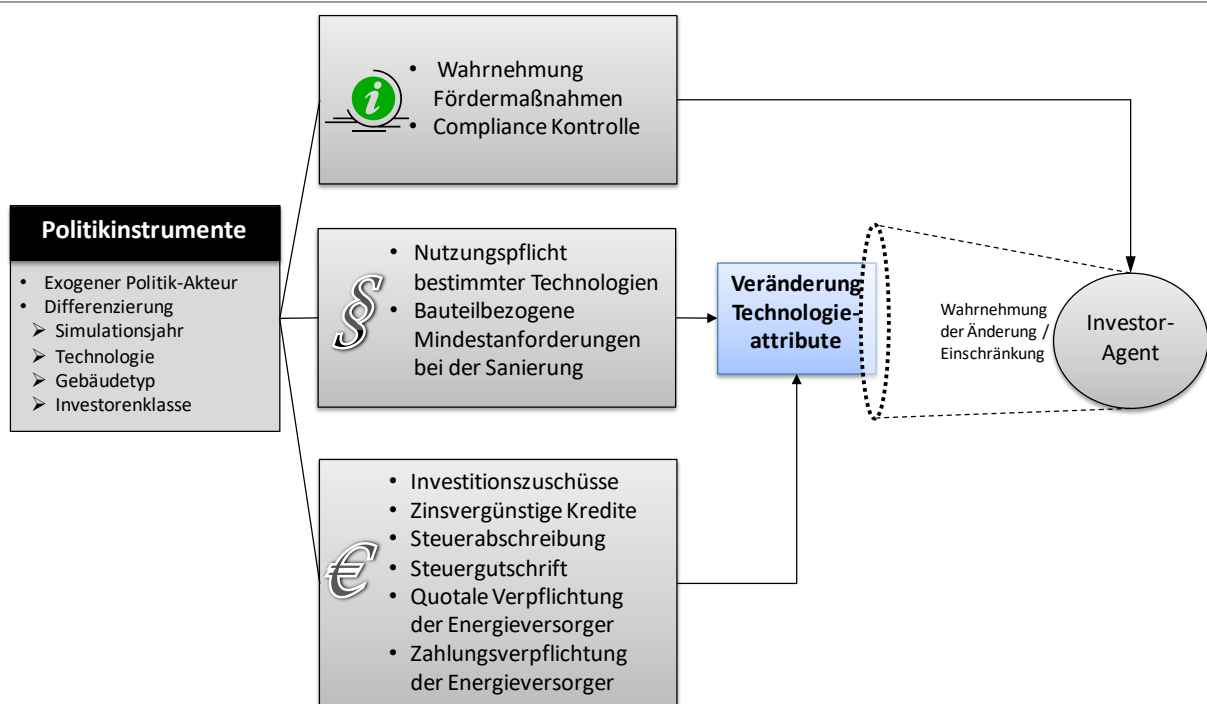 Politikinstrumente
• Exogener Politik-Akteur
• Differenzierung
➢ Simulationsjahr
➢ Technologie
➢ Gebäudetyp
➢ Investorenklasse
i
• Wahrnehmung
Fördermaßnahmen
• Compliance Kontrolle
§
• Nutzungspflicht
bestimmter Technologien
• Bauteilbezogene
Mindestanforderungen
bei der Sanierung
€
• Investitionszuschüsse
• Zinsvergünstige Kredite
• Steuerabschreibung
• Steuergutschrift
• Quotale Verpflichtung
der Energieversorger
• Zahlungsverpflichtung
der Energieversorger
Veränderung
Technologie-
attribute
Wahrnehmung
der Änderung /
Einschränkung
Investor-
Agent